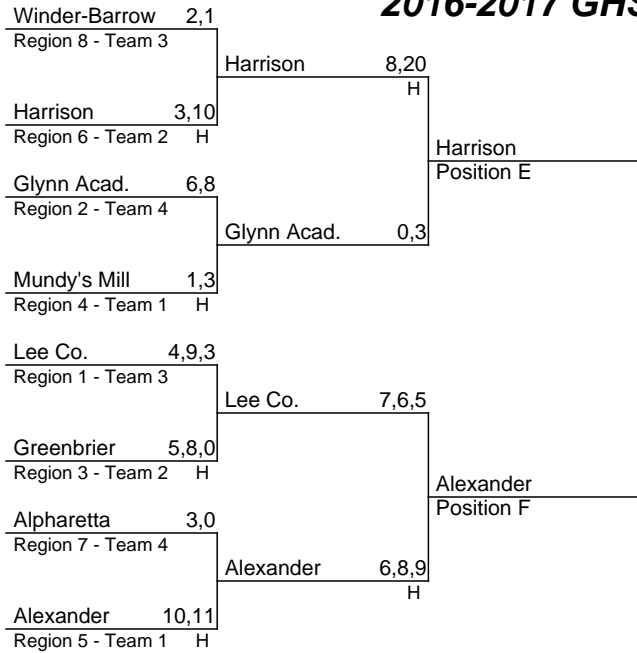 2016-2017 GHS
Winder-Barrow 2,1
Region 8 - Team 3
Harrison 8,20
H
Harrison 3,10
Region 6 - Team 2 H
Harrison
Position E
Glynn Acad. 6,8
Region 2 - Team 4
Glynn Acad. 0,3
Mundy's Mill 1,3
Region 4 - Team 1 H
Lee Co. 4,9,3
Region 1 - Team 3
Lee Co. 7,6,5
Greenbrier 5,8,0
Region 3 - Team 2 H
Alexander
Position F
Alpharetta 3,0
Region 7 - Team 4
Alexander 6,8,9
H
Alexander 10,11
Region 5 - Team 1 H